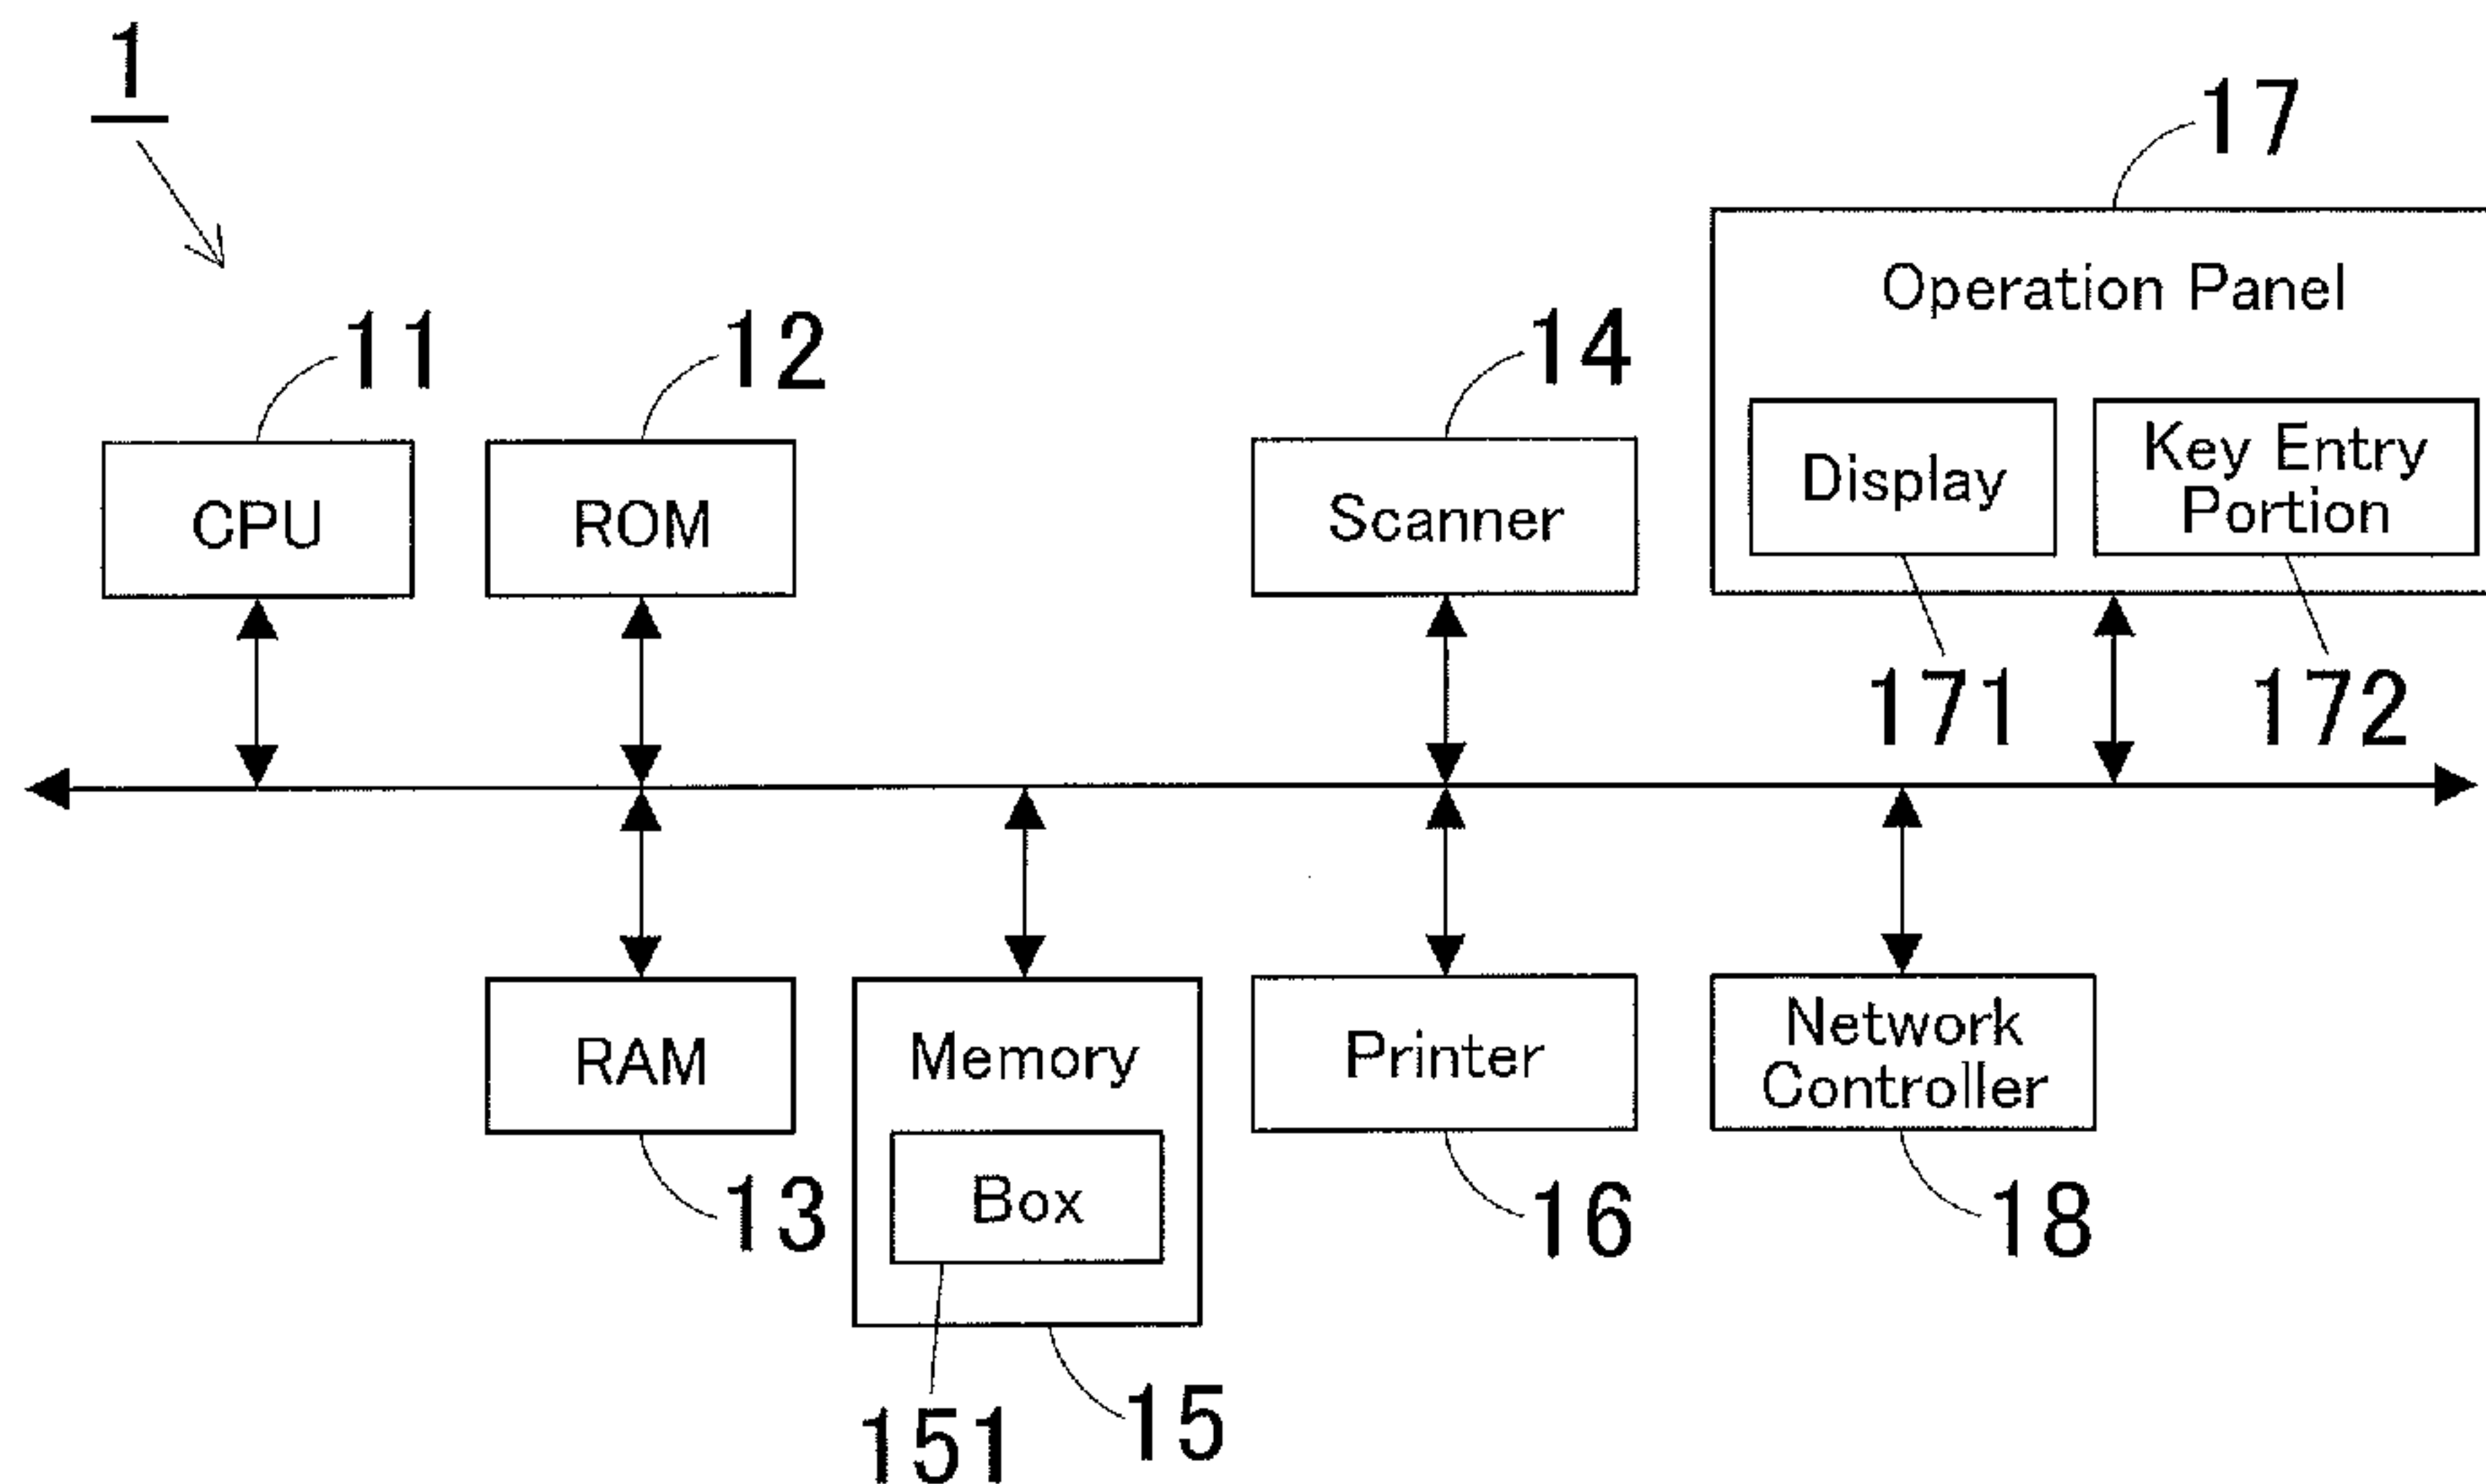 1
17
Operation Panel
11
12
14
Display
Key Entry
Portion
CPU
ROM
Scanner
171
172
RAM
Memory
Printer
Network
Controller
Box
13
16
18
151
15